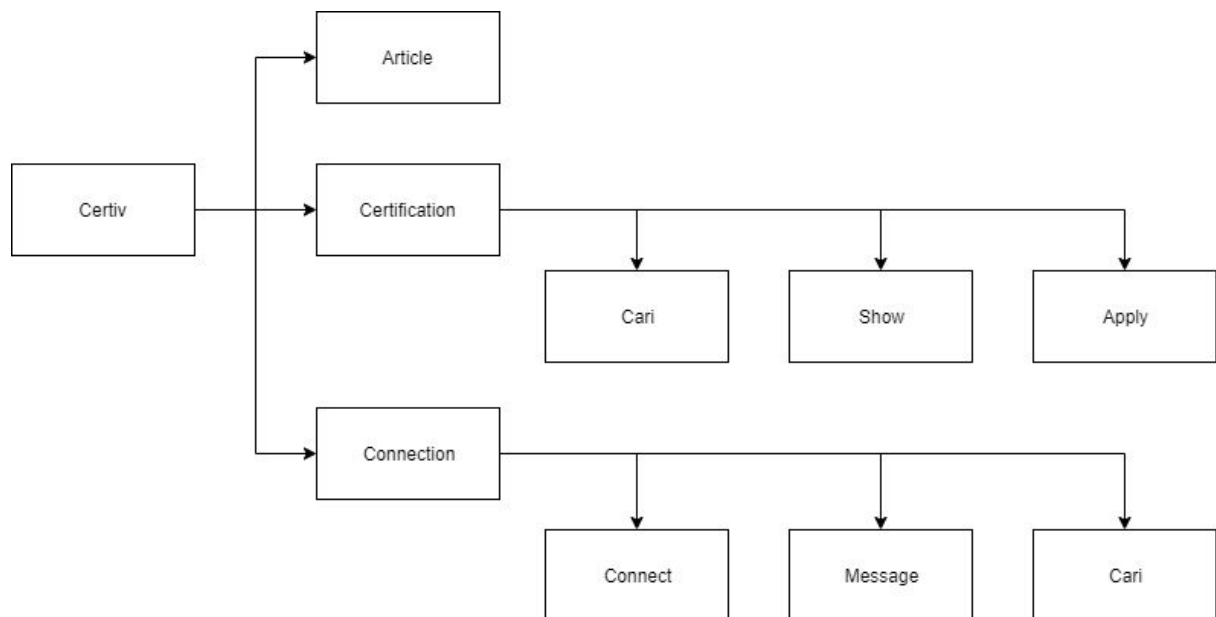 Article
Certiv
Certification
Cari
Show
Apply
Connection
Connect
Message
Cari